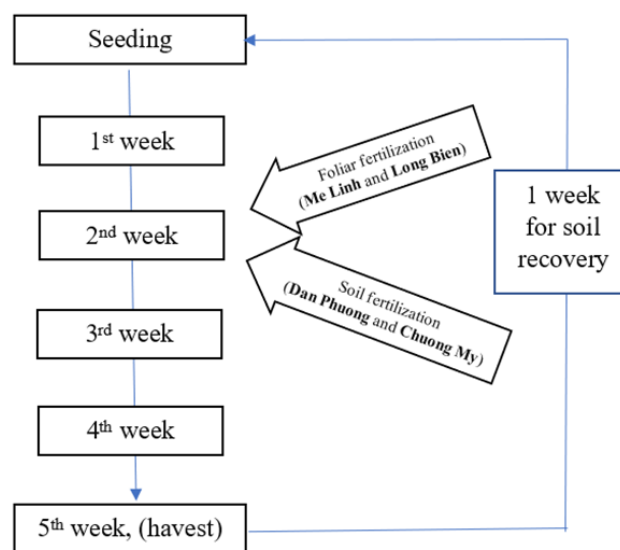 Seeding
1st week
Foliar fertilization
(Me Linh and Long Bien)
2nd week
1 week
for soil
recovery
Soil fertilization
(Dan Phuong and Chuong My)
3rd week
4th week
5th week, (havest)